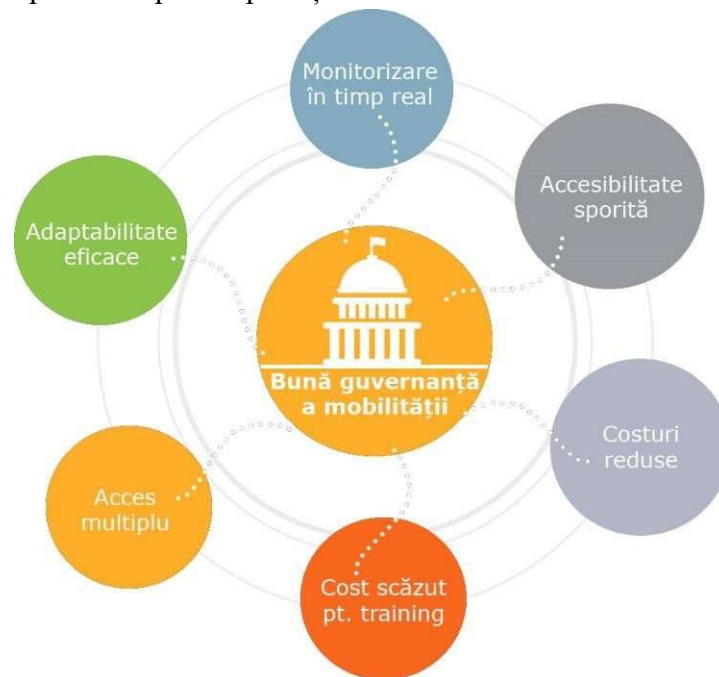 Monitorizare
în timp real
Accesibilitate
sporită
Adaptabilitate
eficace
Bună guvernanță
a mobilității
Costuri
reduse
Acces
multiplu
Cost scăzut
pt. training